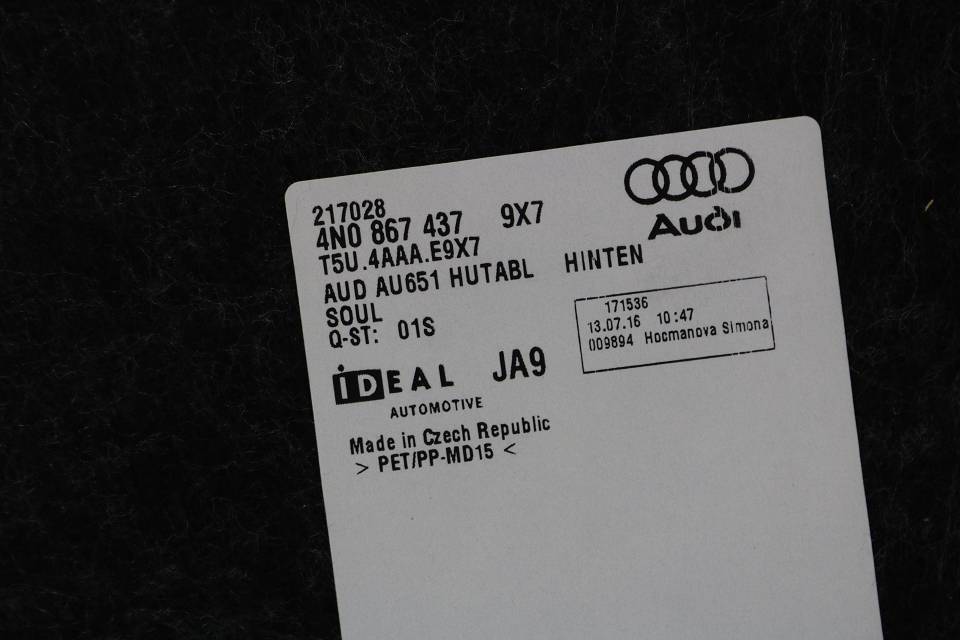 217028
4N0 867 437 9X7
T5U.4AAA.E9X7
AUD AU651 HUTABL HINTEN
SOUL
Q-ST: 01S
Audi
171536
13.07.16 10:47
009894 Hocmanova Simona
iDEAL JA9
AUTOMOTIVE
Made in Czech Republic
> PET/PP-MD15 <